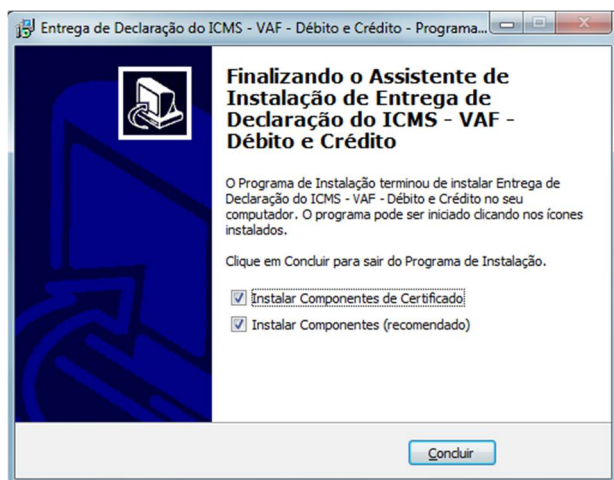 Entrega de Declaração do ICMS - VAF - Débito e Crédito - Programa...
Finalizando o Assistente de
Instalação de Entrega de
Declaração do ICMS - VAF -
Débito e Crédito
O Programa de Instalação terminou de instalar Entrega de
Declaração do ICMS - VAF - Débito e Crédito no seu
computador. O programa pode ser iniciado clicando nos ícones
instalados.
Clique em Concluir para sair do Programa de Instalação.
Instalar Componentes de Certificado
Instalar Componentes (recomendado)
Concluir